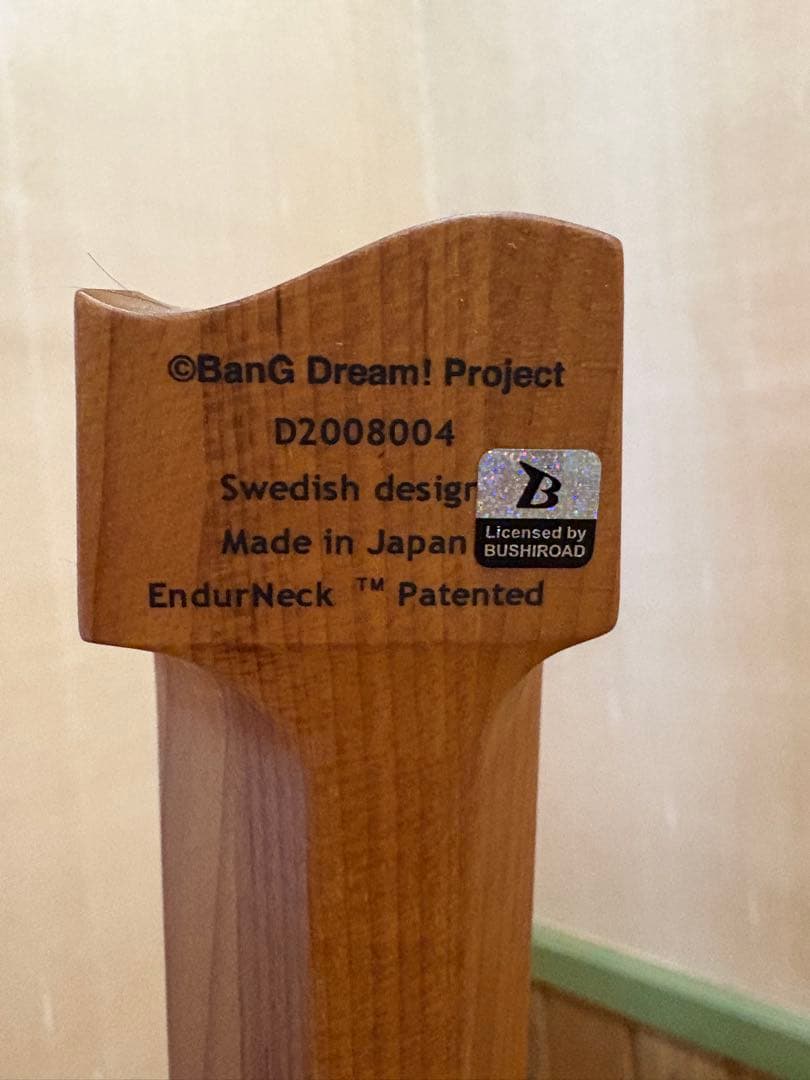 ©BanG Dream! Project
D2008004
Swedish design
Made in Japan
EndurNeck ™ Patented
B
Licensed by
BUSHIROAD